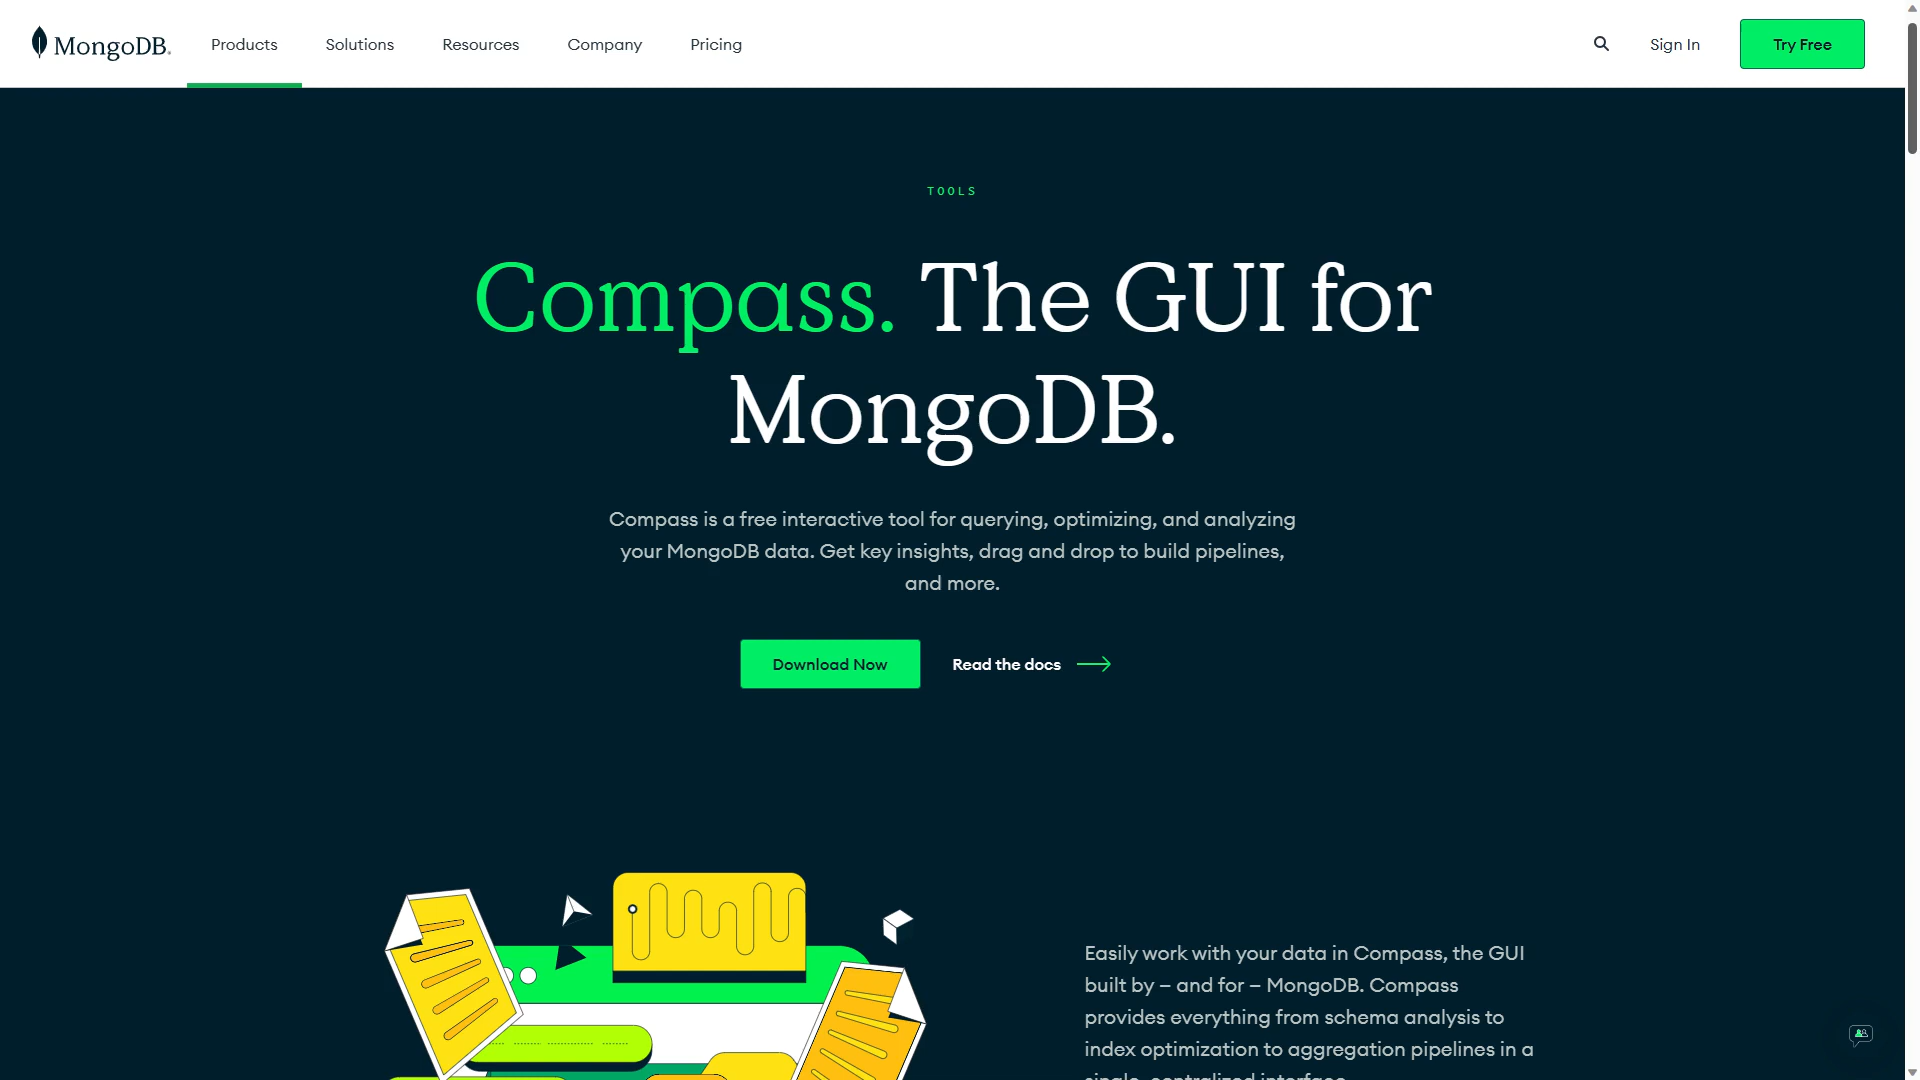 MongoDB.
Products
Solutions
Resources
Company
Pricing
Sign In
Try Free
TOOLS
Compass. The GUI for
MongoDB.
Compass is a free interactive tool for querying, optimizing, and analyzing
your MongoDB data. Get key insights, drag and drop to build pipelines,
and more.
Download Now
Read the docs
Easily work with your data in Compass, the GUI
built by – and for – MongoDB. Compass
provides everything from schema analysis to
index optimization to aggregation pipelines in a
single, centralized interface.